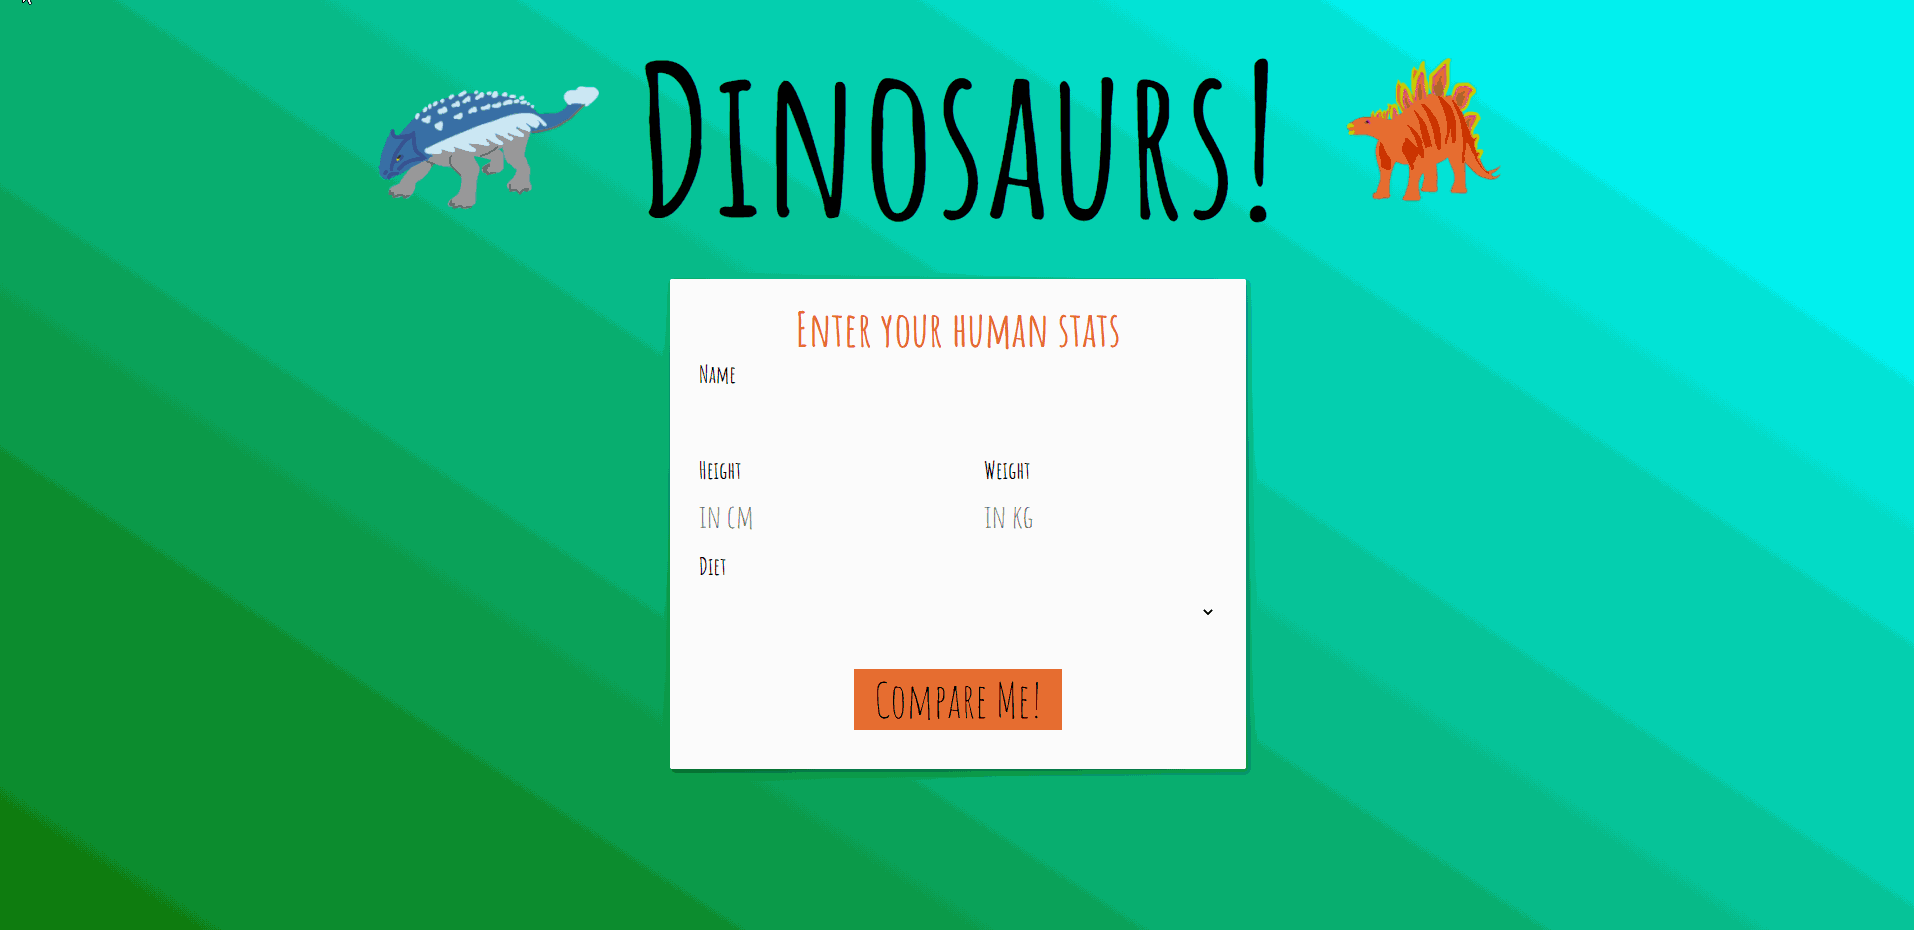 Dinosaurs!
Enter your human stats
Name
Height
Weight
in cm
in kg
Diet
Compare Me!